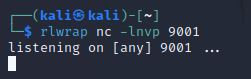 ┌──(kali㉿kali)-[~]
└─$ rlwrap nc -lnvp 9001
listening on [any] 9001 ...